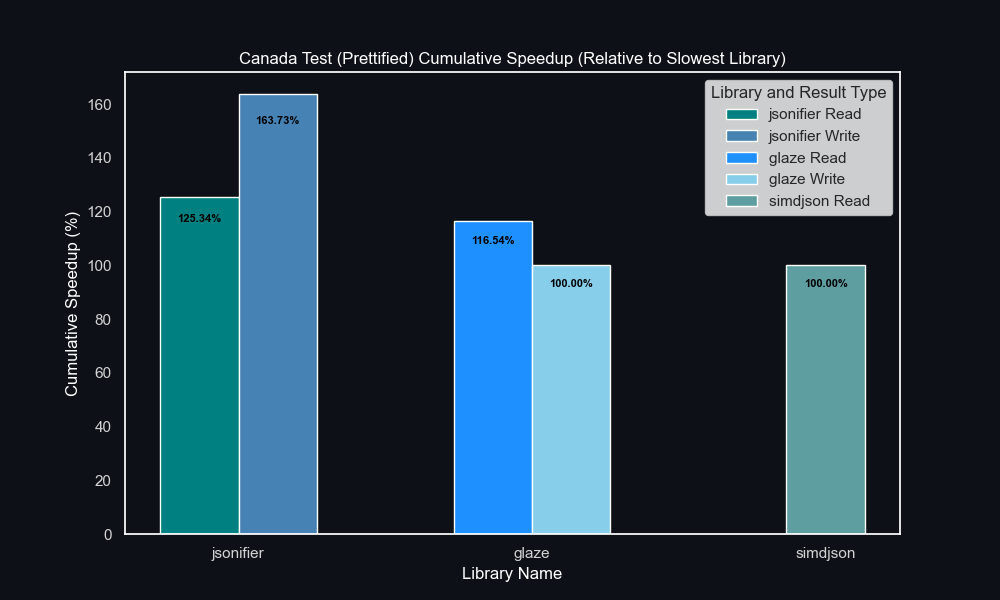 Canada Test (Prettified) Cumulative Speedup (Relative to Slowest Library)
Library and Result Type
jsonifier Read
jsonifier Write
glaze Read
glaze Write
simdjson Read
Cumulative Speedup (%)
160
140
120
100
80
60
40
20
0
125.34%
163.73%
116.54%
100.00%
100.00%
jsonifier
glaze
simdjson
Library Name